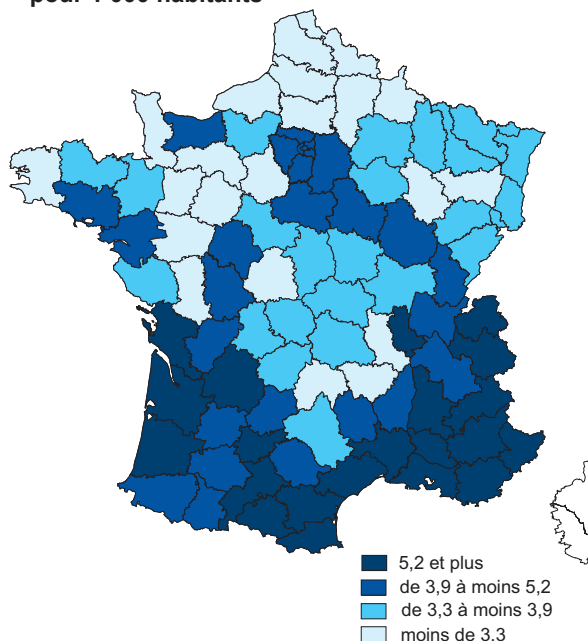 pour 1 000 habitants
5,2 et plus
de 3,9 à moins 5,2
de 3,3 à moins 3,9
moins de 3,3